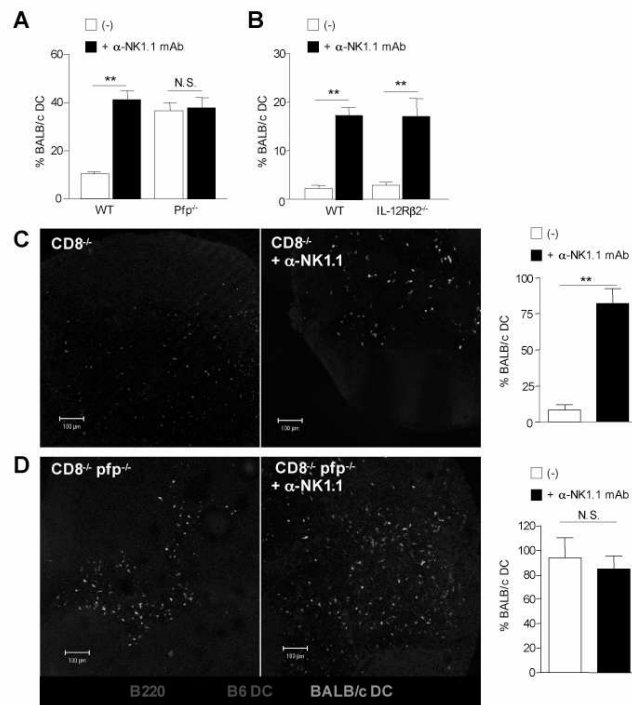 A
(-)
+ α-NK1.1 mAb
% BALB/c DC
60
40
20
0
**
N.S.
WT
Pfp-/-
B
(-)
+ α-NK1.1 mAb
% BALB/c DC
30
20
10
0
**
**
WT
IL-12Rβ2-/-
C
CD8-/-
100 µm
CD8-/-
+ α-NK1.1
100 µm
(-)
+ α-NK1.1 mAb
% BALB/c DC
100
75
50
25
0
**
D
CD8-/- pfp-/-
100 µm
CD8-/- pfp-/-
+ α-NK1.1
100 µm
(-)
+ α-NK1.1 mAb
% BALB/c DC
120
100
80
60
40
20
0
N.S.
B220 B6 DC BALB/c DC